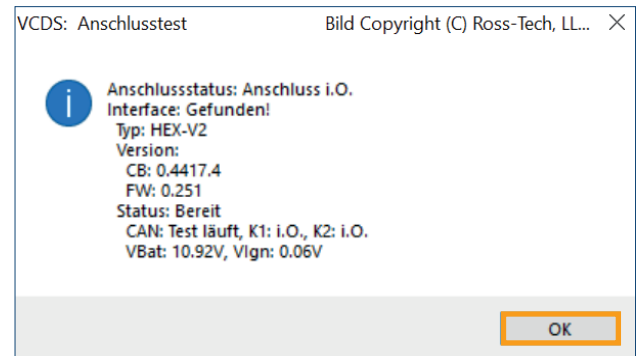 VCDS: Anschlusstest Bild Copyright (C) Ross-Tech, LL...
Anschlussstatus: Anschluss i.O.
Interface: Gefunden!
Typ: HEX-V2
Version:
CB: 0.4417.4
FW: 0.251
Status: Bereit
CAN: Test läuft, K1: i.O., K2: i.O.
VBat: 10.92V, VIgn: 0.06V
OK